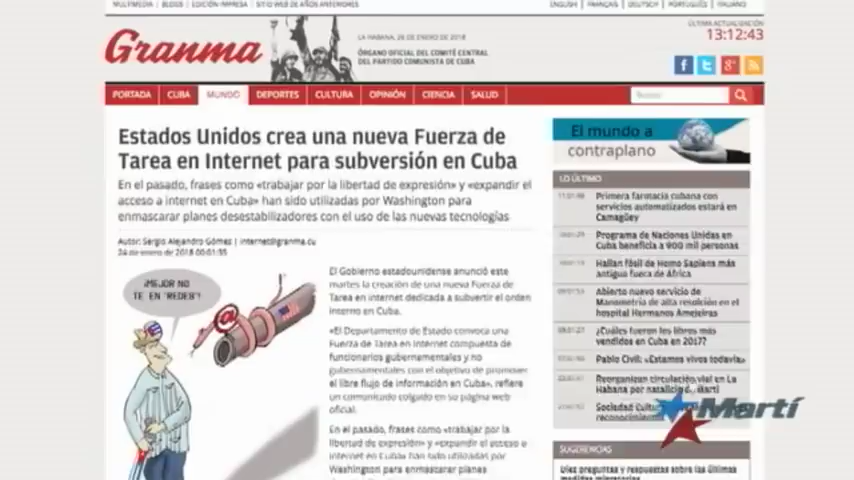 MULTIMEDIA | BLOGS | EDICIÓN IMPRESA | SITIO WEB DE AÑOS ANTERIORES
ENGLISH | FRANÇAIS | DEUTSCH | PORTUGUÊS | ITALIANO
Granma
LA HABANA, 26 DE ENERO DE 2018
ÓRGANO OFICIAL DEL COMITÉ CENTRAL
DEL PARTIDO COMUNISTA DE CUBA
ÚLTIMA ACTUALIZACIÓN
13:12:43
PORTADA CUBA MUNDO DEPORTES CULTURA OPINIÓN CIENCIA SALUD
Estados Unidos crea una nueva Fuerza de
Tarea en Internet para subversión en Cuba
En el pasado, frases como «trabajar por la libertad de expresión» y «expandir el
acceso a internet en Cuba» han sido utilizadas por Washington para
enmascarar planes desestabilizadores con el uso de las nuevas tecnologías
Autor: Sergio Alejandro Gómez | internet@granma.cu
24 de enero de 2018 00:01:55
¡MEJOR NO
TE EN "REDES"!
@
El Gobierno estadounidense anunció este
martes la creación de una nueva Fuerza de
Tarea en internet dedicada a subvertir el orden
interno en Cuba.
«El Departamento de Estado convoca una
Fuerza de Tarea en Internet compuesta de
funcionarios gubernamentales y no
gubernamentales con el objetivo de promover
el libre flujo de información en Cuba», refiere
un comunicado colgado en su página web
oficial.
En el pasado, frases como «trabajar por la
libertad de expresión» y «expandir el acceso a
internet en Cuba» han sido utilizadas por
Washington para enmascarar planes
El mundo a
contraplano
LO ÚLTIMO
Primera farmacia cubana con
servicios automatizados estará en
Camagüey
Programa de Naciones Unidas en
Cuba beneficia a 900 mil personas
Hallan fósil de Homo Sapiens más
antiguo fuera de África
Abierto nuevo servicio de
Manometría de alta resolución en el
hospital Hermanos Ameijeiras
¿Cuáles fueron los libros más
vendidos en Cuba en 2017?
Pablo Civil: «Estamos vivos todavía»
Reorganizan circulación vial en La
Habana por natalicio de Martí
Sociedad
reconocimiento
Martí
SUGERENCIAS
Diez preguntas y respuestas sobre las últimas
medidas migratorias